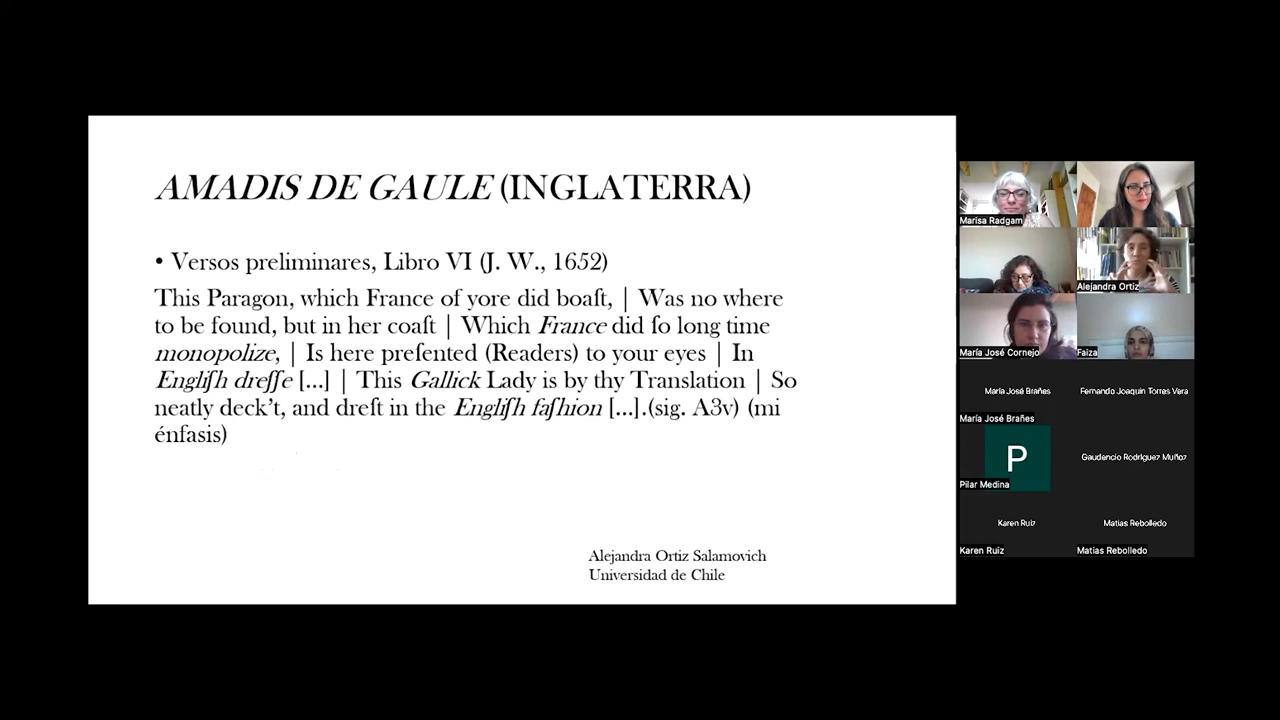 AMADIS DE GAULE (INGLATERRA)
• Versos preliminares, Libro VI (J. W., 1652)
This Paragon, which France of yore did boaſt, | Was no where
to be found, but in her coaſt | Which France did ſo long time
monopolize, | Is here preſented (Readers) to your eyes | In
Engliſh dreſſe [...] | This Gallick Lady is by thy Translation | So
neatly deck’t, and dreſt in the Engliſh faſhion [...].(sig. A3v) (mi
énfasis)
Alejandra Ortiz Salamovich
Universidad de Chile
Marisa Radgam
Alejandra Ortiz
María José Cornejo
Faiza
María José Brañes
Fernando Joaquin Torres Vera
María José Brañes
P
Gaudencio Rodriguez Muñoz
Pilar Medina
Karen Ruiz
Matias Rebolledo
Karen Ruiz
Matias Rebolledo